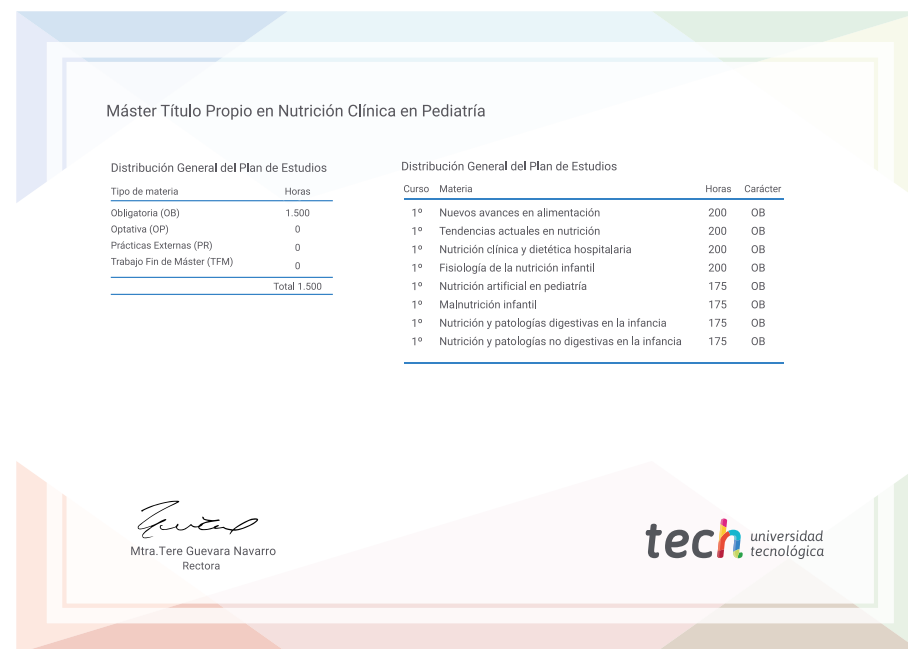 Máster Título Propio en Nutrición Clínica en Pediatría
Distribución General del Plan de Estudios
Tipo de materia Horas
Obligatoria (OB) 1.500
Optativa (OP) 0
Prácticas Externas (PR) 0
Trabajo Fin de Máster (TFM) 0
Total 1.500
Distribución General del Plan de Estudios
Curso Materia Horas Carácter
1º Nuevos avances en alimentación 200 OB
1º Tendencias actuales en nutrición 200 OB
1º Nutrición clínica y dietética hospitalaria 200 OB
1º Fisiología de la nutrición infantil 200 OB
1º Nutrición artificial en pediatría 175 OB
1º Malnutrición infantil 175 OB
1º Nutrición y patologías digestivas en la infancia 175 OB
1º Nutrición y patologías no digestivas en la infancia 175 OB
Mtra.Tere Guevara Navarro
Rectora
tech universidad
tecnológica